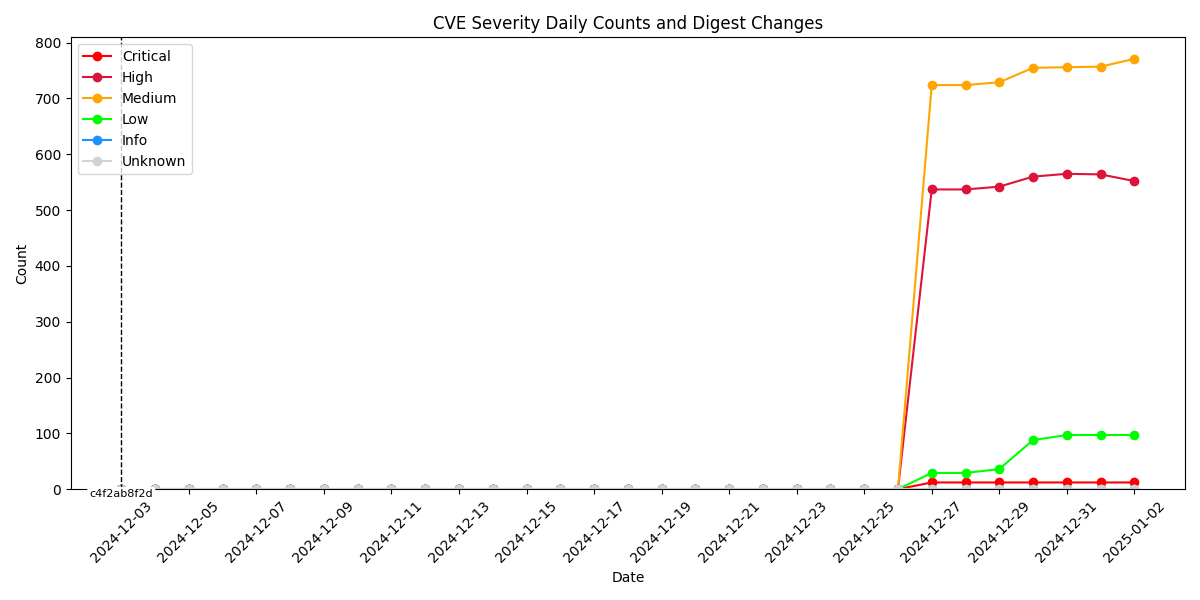 CVE Severity Daily Counts and Digest Changes
800
700
600
500
400
300
200
100
0
Count
Critical
High
Medium
Low
Info
Unknown
c4f2ab8f2d
2024-12-03
2024-12-05
2024-12-07
2024-12-09
2024-12-11
2024-12-13
2024-12-15
2024-12-17
2024-12-19
2024-12-21
2024-12-23
2024-12-25
2024-12-27
2024-12-29
2024-12-31
2025-01-02
Date